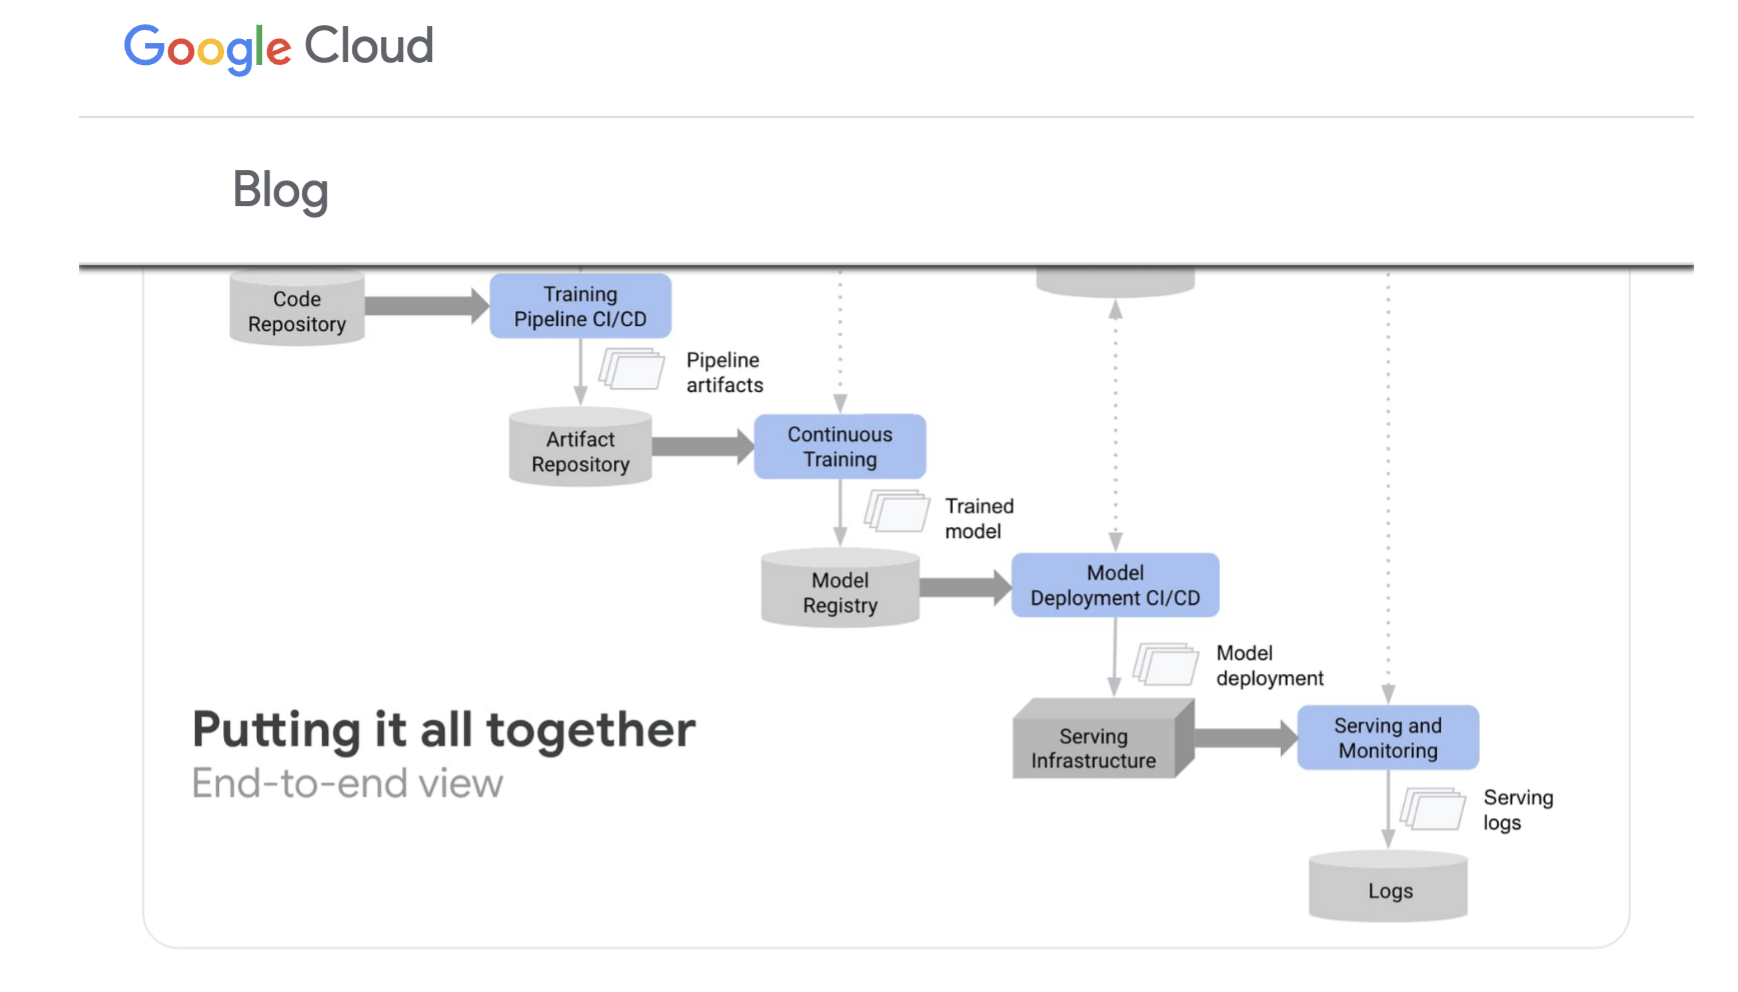 Google Cloud
Blog
Code
Repository
Training
Pipeline CI/CD
Pipeline
artifacts
Artifact
Repository
Continuous
Training
Trained
model
Model
Registry
Model
Deployment CI/CD
Model
deployment
Putting it all together
End-to-end view
Serving
Infrastructure
Serving and
Monitoring
Serving
logs
Logs